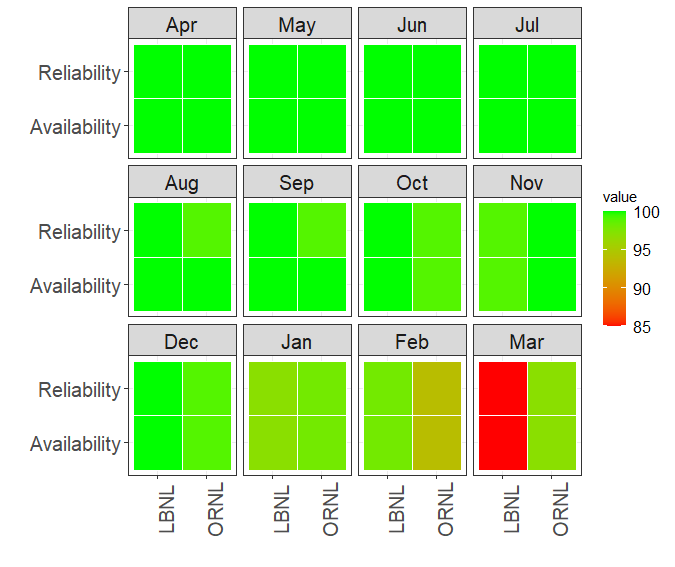 Apr May Jun Jul
Reliability
Availability
Aug Sep Oct Nov
Reliability
Availability
value
100
95
90
85
Dec Jan Feb Mar
Reliability
Availability
LBNL ORNL LBNL ORNL LBNL ORNL LBNL ORNL